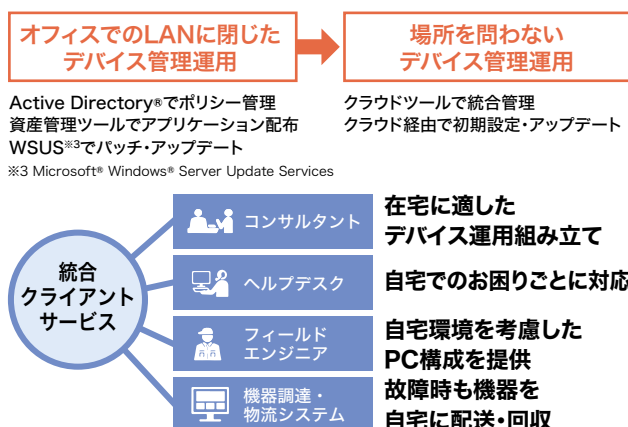 オフィスでのLANに閉じた
デバイス管理運用
場所を問わない
デバイス管理運用
Active Directory®でポリシー管理
資産管理ツールでアプリケーション配布
WSUS※3でパッチ・アップデート
※3 Microsoft® Windows® Server Update Services
クラウドツールで統合管理
クラウド経由で初期設定・アップデート
統合
クライアント
サービス
コンサルタント
在宅に適した
デバイス運用組み立て
ヘルプデスク
自宅でのお困りごとに対応
フィールド
エンジニア
自宅環境を考慮した
PC構成を提供
機器調達・
物流システム
故障時も機器を
自宅に配送・回収